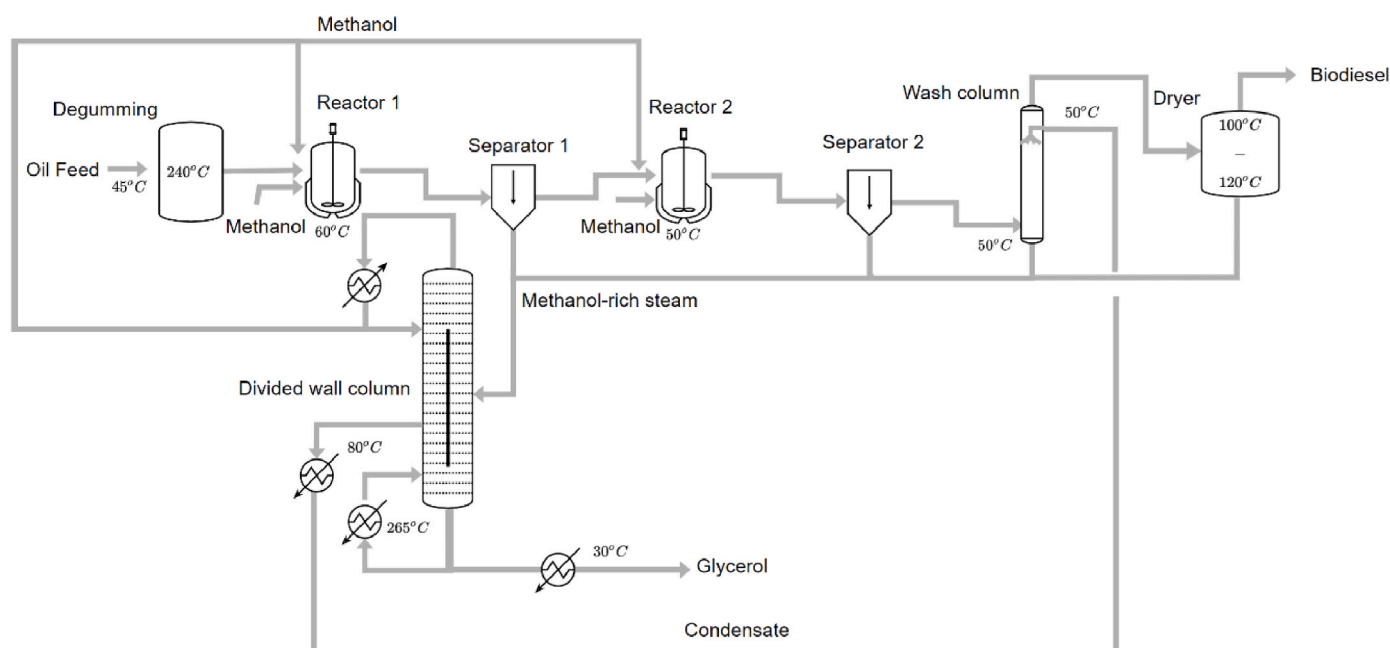 Methanol
Degumming
Reactor 1
Reactor 2
Wash column
Dryer
Biodiesel
Separator 1
Separator 2
50°C
100°C
–
120°C
Oil Feed
45°C
240°C
Methanol
60°C
Methanol
50°C
50°C
Methanol-rich steam
Divided wall column
80°C
265°C
30°C
Glycerol
Condensate